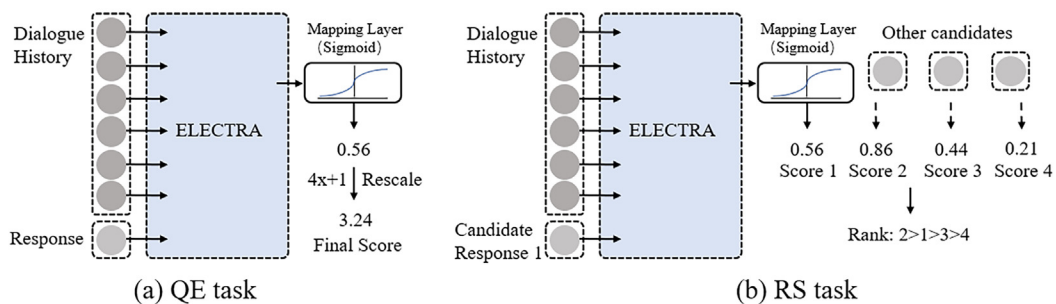 Dialogue
History
ELECTRA
Mapping Layer
(Sigmoid)
0.56
4x+1 Rescale
3.24
Final Score
Response
(a) QE task
Dialogue
History
ELECTRA
Mapping Layer
(Sigmoid)
Other candidates
0.56 0.86 0.44 0.21
Score 1 Score 2 Score 3 Score 4
Rank: 2>1>3>4
Candidate
Response 1
(b) RS task